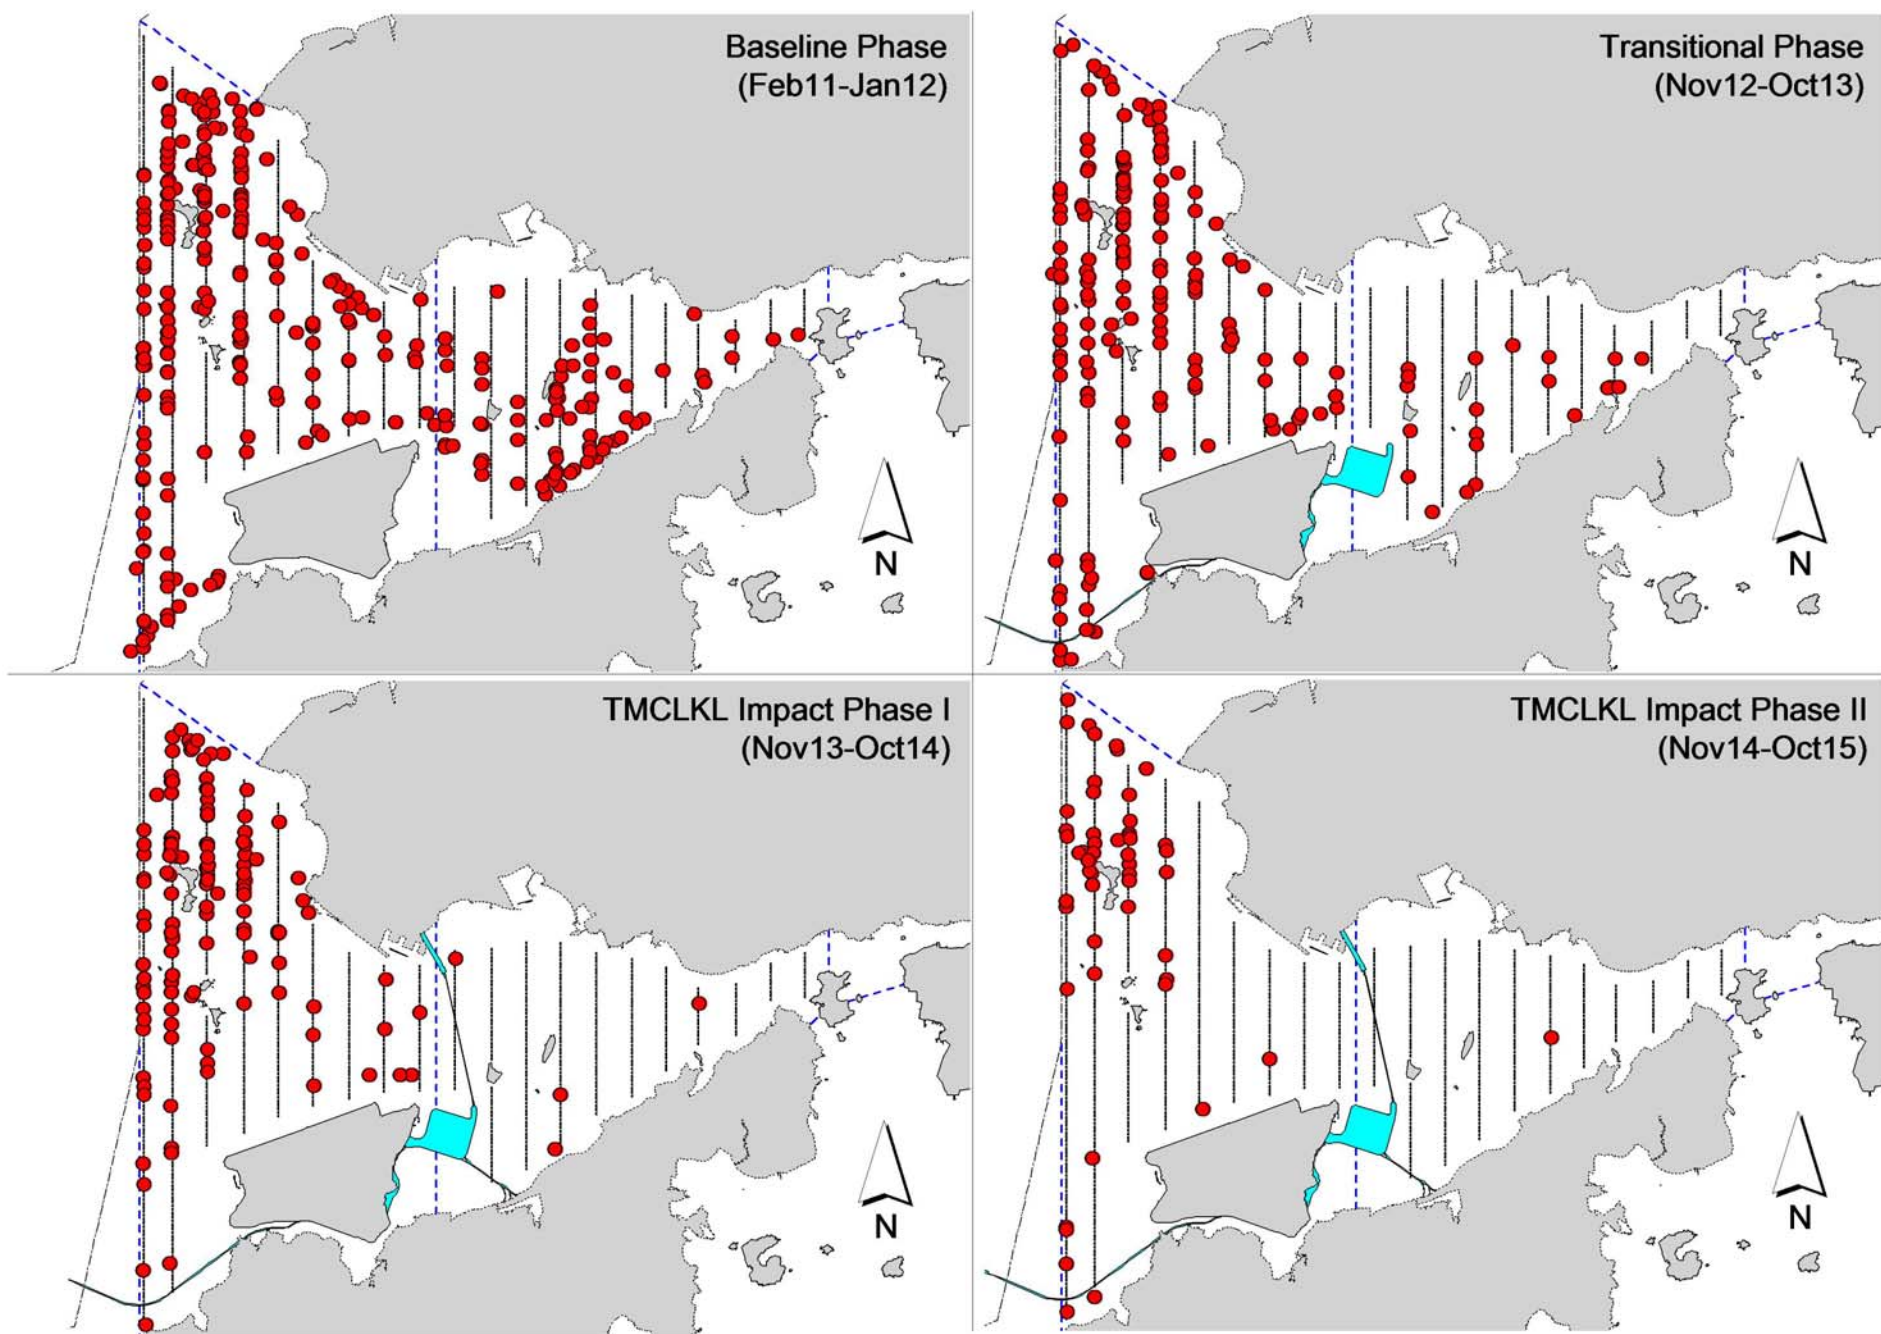 Baseline Phase
(Feb11-Jan12)
N
Transitional Phase
(Nov12-Oct13)
N
TMCLKL Impact Phase I
(Nov13-Oct14)
N
TMCLKL Impact Phase II
(Nov14-Oct15)
N